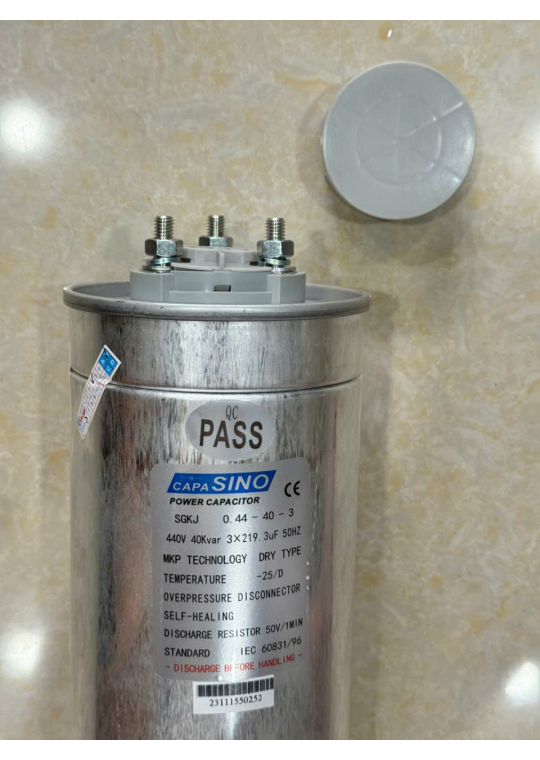 QC
PASS
CAPA SINO
POWER CAPACITOR
CE
SGKJ 0.44 - 40 - 3
440V 40Kvar 3×219.3uF 50HZ
MKP TECHNOLOGY DRY TYPE
TEMPERATURE -25/D
OVERPRESSURE DISCONNECTOR
SELF-HEALING
DISCHARGE RESISTOR 50V/1MIN
STANDARD IEC 60831/96
- DISCHARGE BEFORE HANDLING -
23111550252